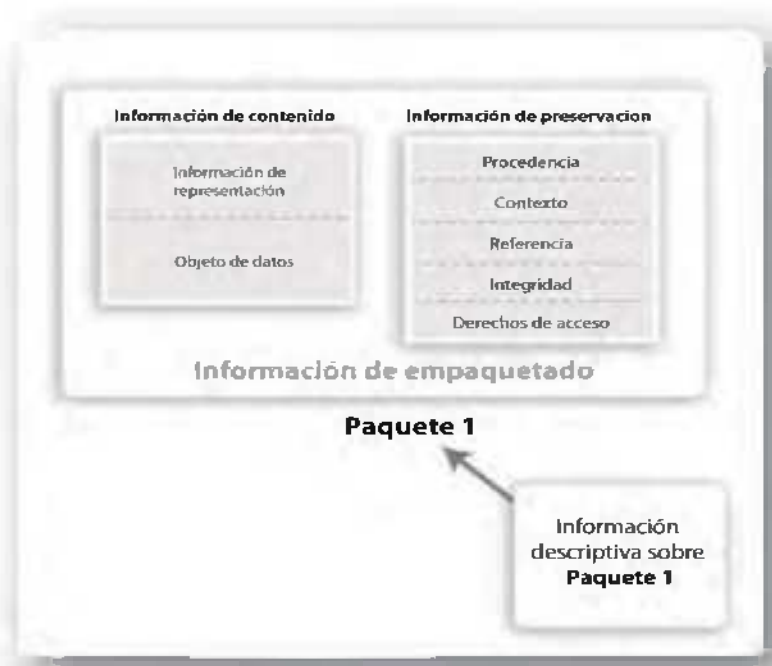 Información de contenido
Información de
representación
Objeto de datos
Información de preservacion
Procedencia
Contexto
Referencia
Integridad
Derechos de acceso
Información de empaquetado
Paquete 1
Información
descriptiva sobre
Paquete 1